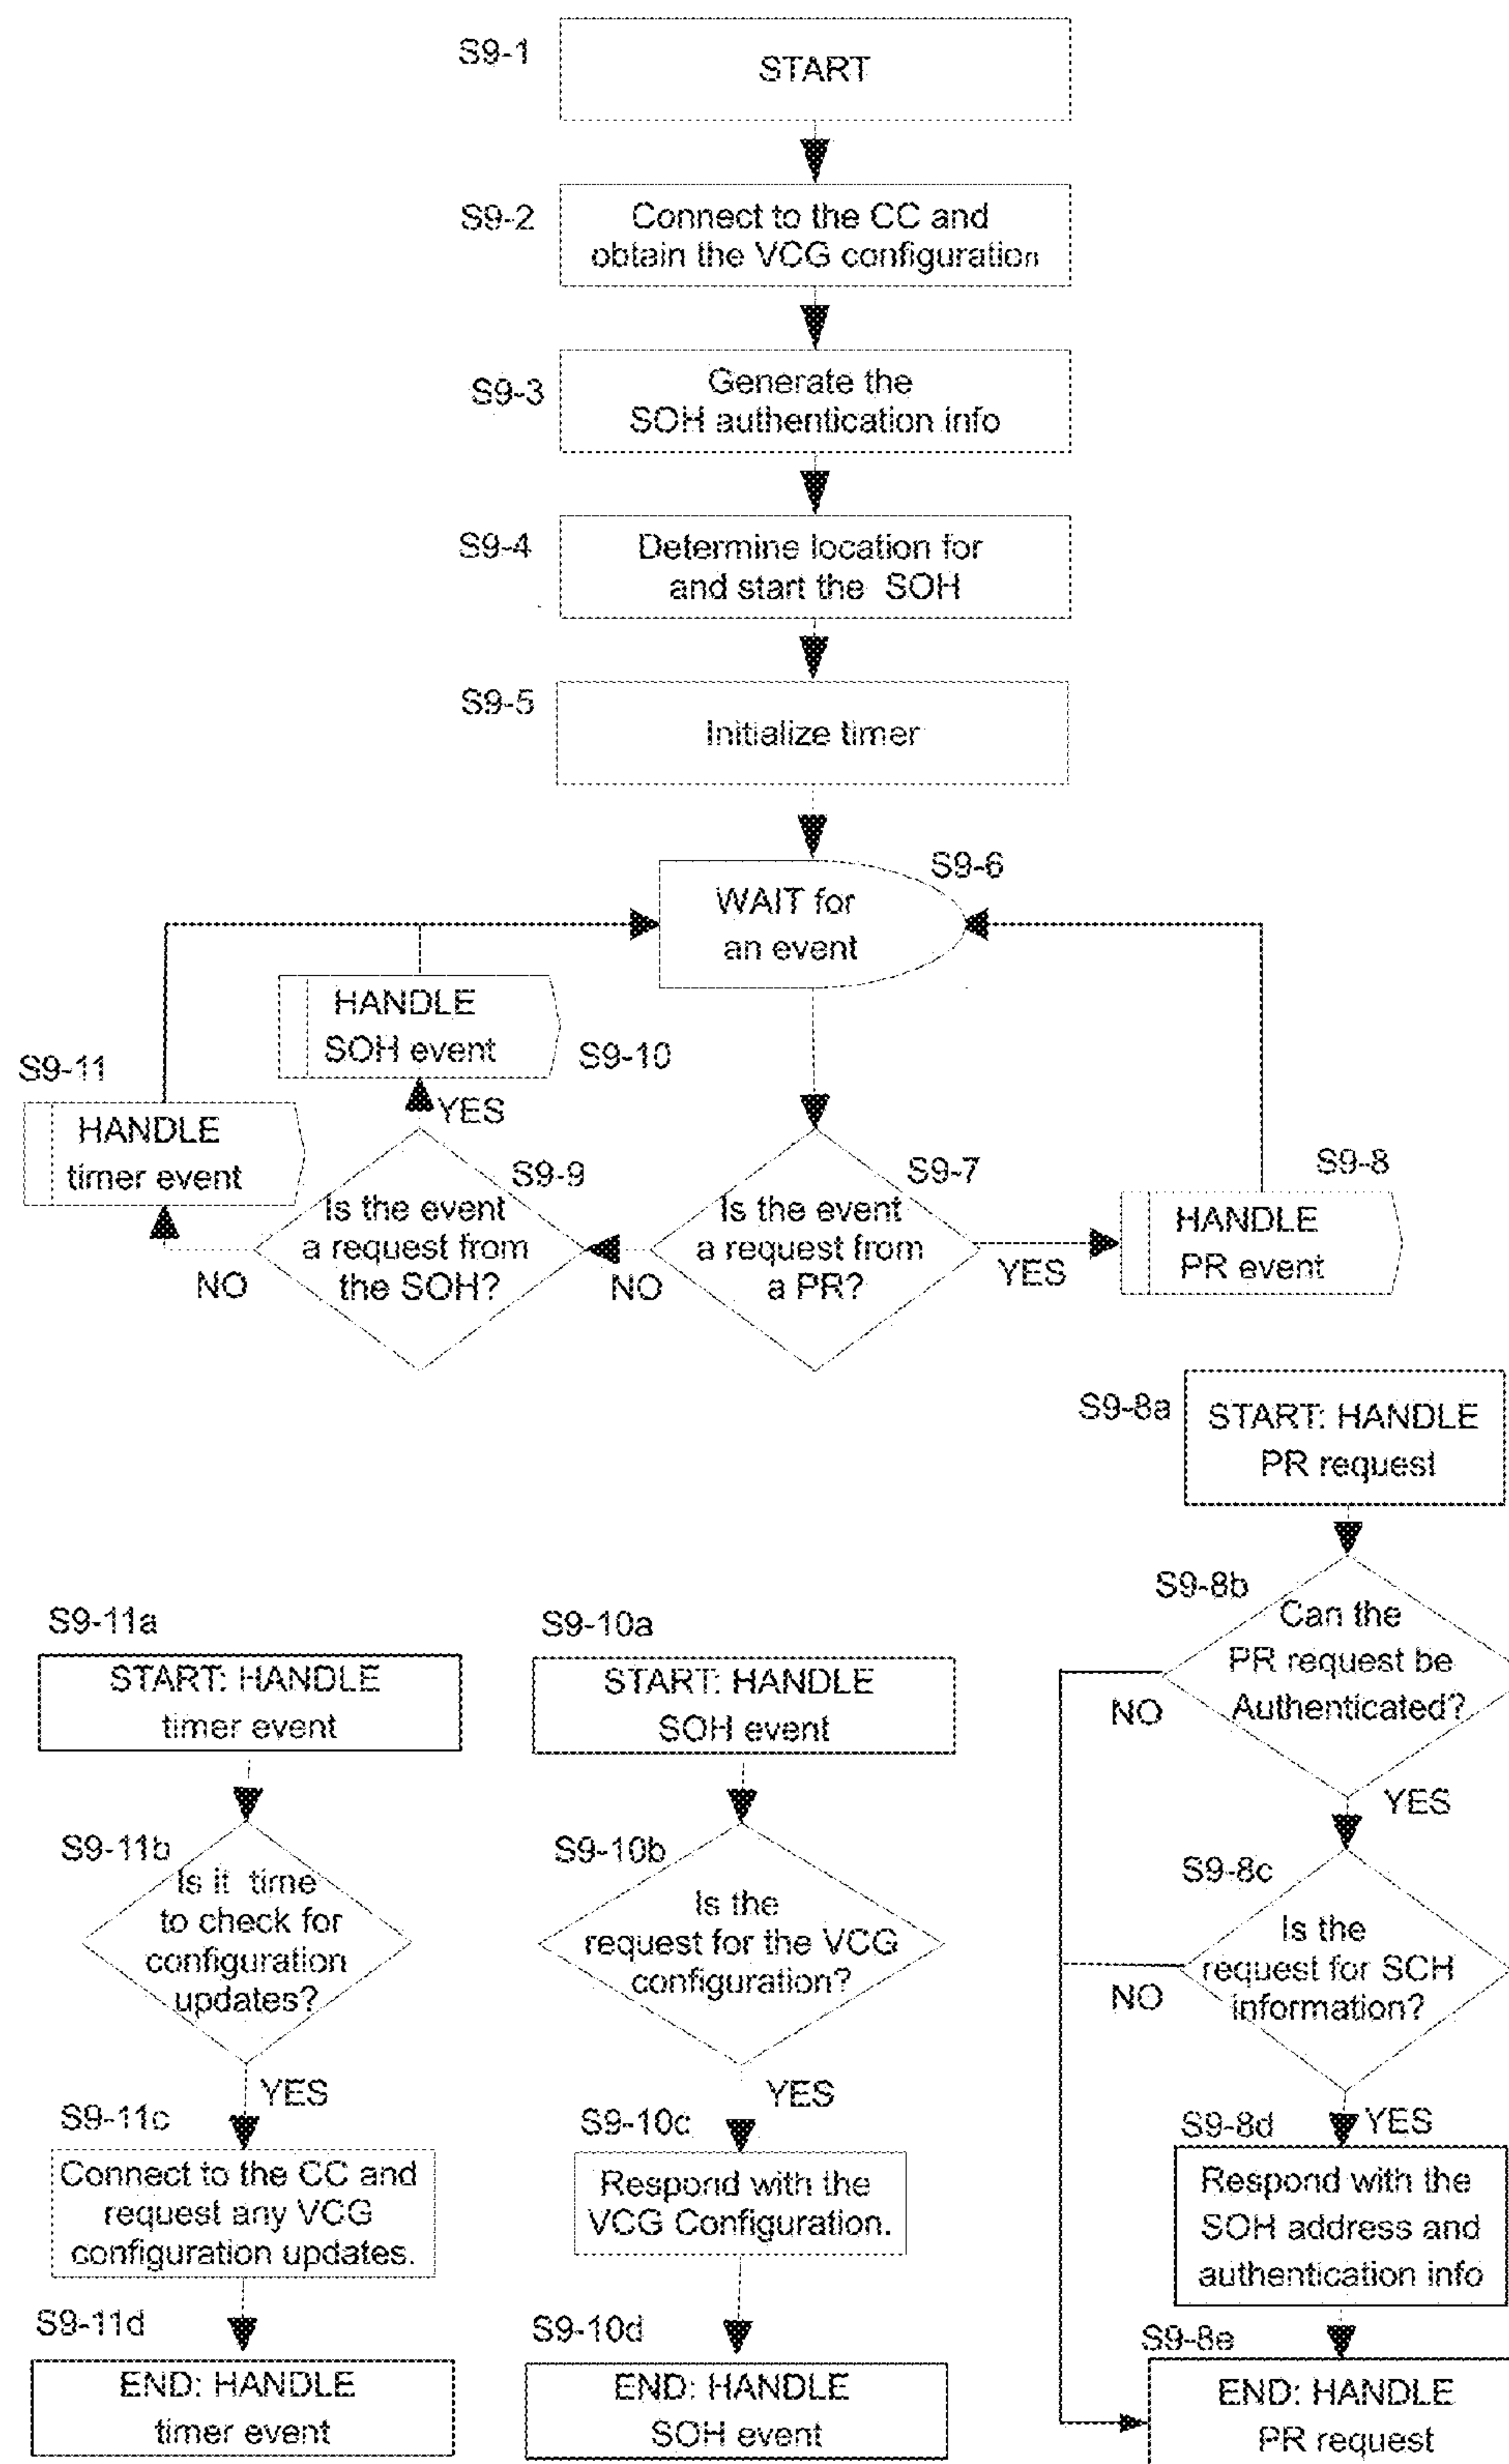 S9-1
START
S9-2
Connect to the CC and
obtain the VCG configuration
S9-3
Generate the
SOH authentication info
S9-4
Determine location for
and start the SOH
S9-5
Initialize timer
S9-6
WAIT for
an event
HANDLE
SOH event
S9-10
S9-11
HANDLE
timer event
YES
S9-9
Is the event
a request from
the SOH?
NO
S9-7
Is the event
a request from
a PR?
NO
YES
S9-8
HANDLE
PR event
S9-8a
START: HANDLE
PR request
S9-8b
Can the
PR request be
Authenticated?
NO
YES
S9-8c
Is the
request for SCH
information?
NO
YES
S9-8d
Respond with the
SOH address and
authentication info
S9-8e
END: HANDLE
PR request
S9-11a
START: HANDLE
timer event
S9-11b
Is it time
to check for
configuration
updates?
YES
S9-11c
Connect to the CC and
request any VCG
configuration updates.
S9-11d
END: HANDLE
timer event
S9-10a
START: HANDLE
SOH event
S9-10b
Is the
request for the VCG
configuration?
YES
S9-10c
Respond with the
VCG Configuration.
S9-10d
END: HANDLE
SOH event